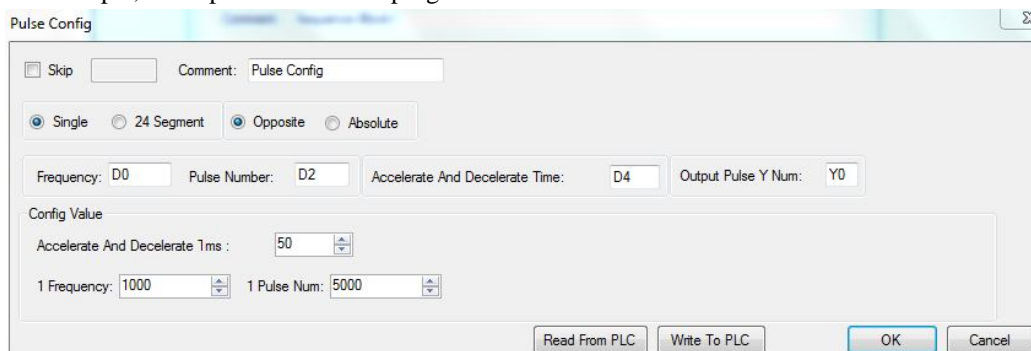 Pulse Config
Skip Comment: Pulse Config
Single 24 Segment Opposite Absolute
Frequency: D0 Pulse Number: D2 Accelerate And Decelerate Time: D4 Output Pulse Y Num: Y0
Config Value
Accelerate And Decelerate Tms : 50
1 Frequency: 1000 1 Pulse Num: 5000
Read From PLC Write To PLC OK Cancel